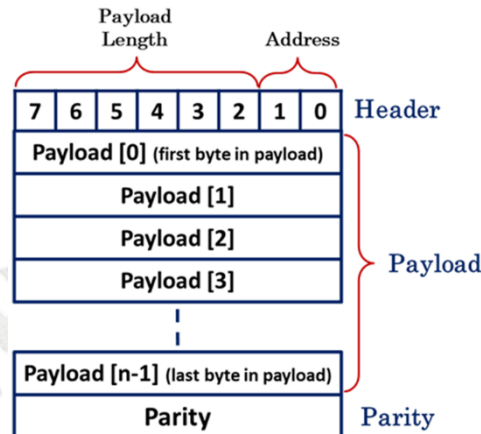 Payload
Length
Address
7 6 5 4 3 2 1 0
Header
Payload [0] (first byte in payload)
Payload [1]
Payload [2]
Payload [3]
Payload
Payload [n-1] (last byte in payload)
Parity
Parity